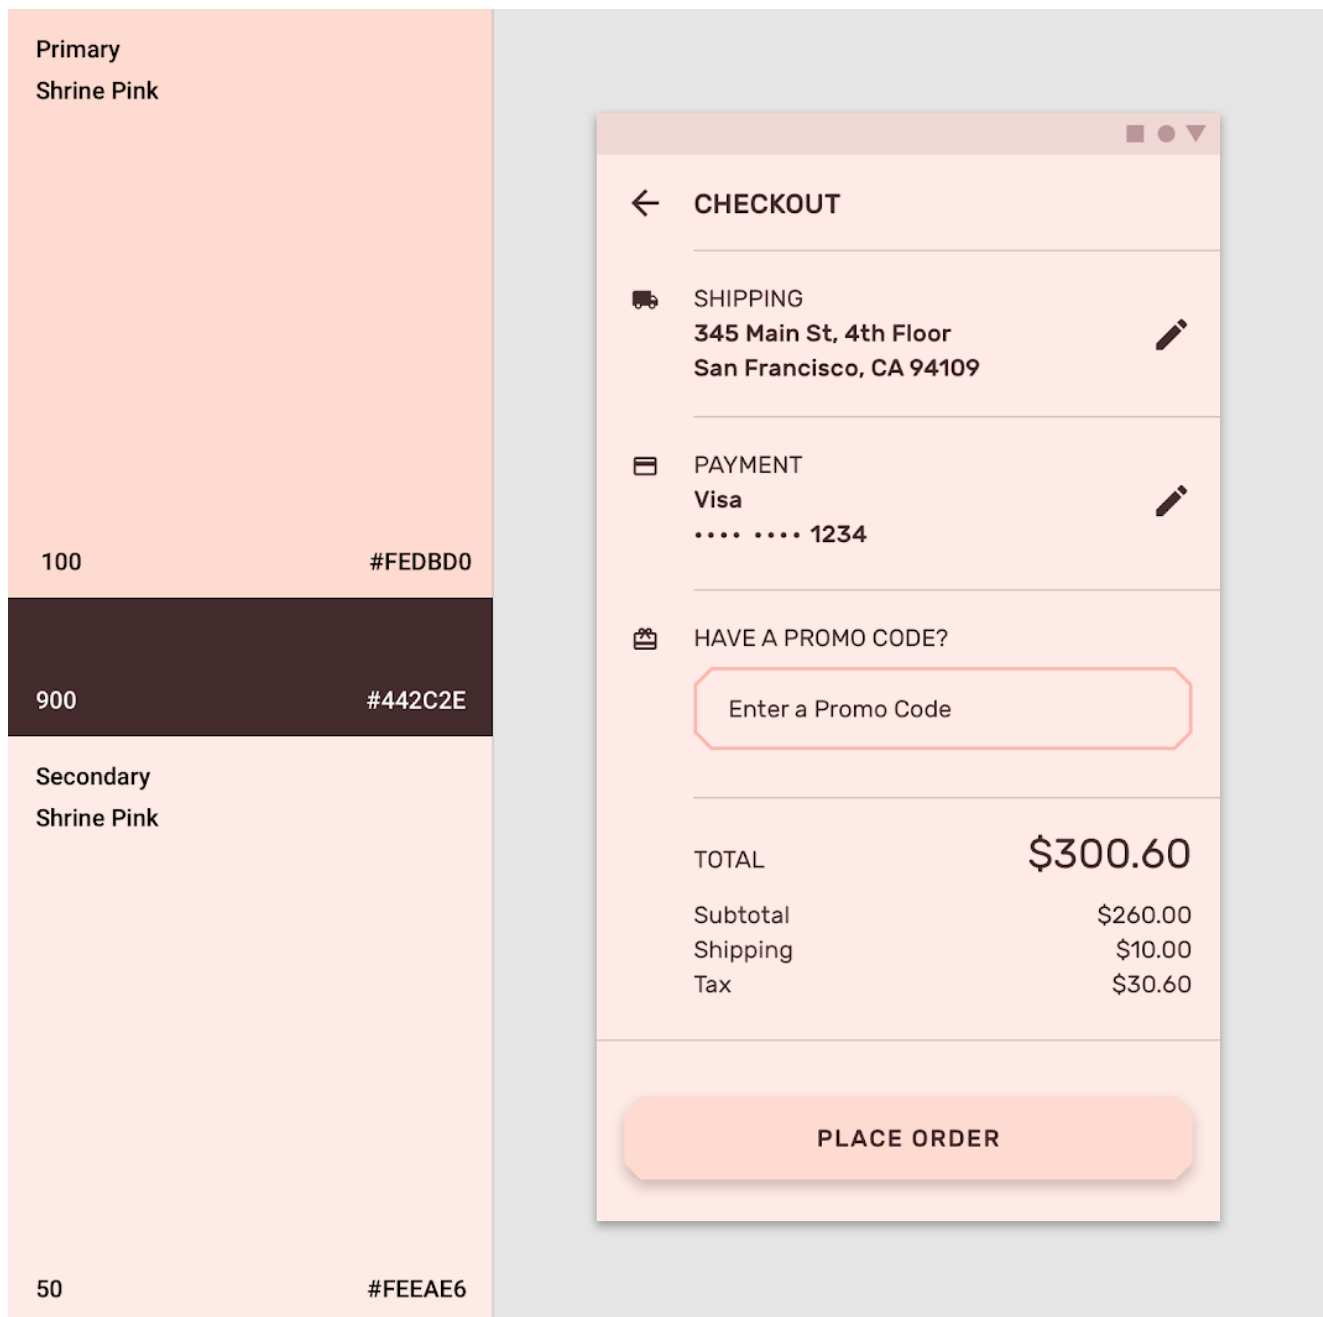 Primary
Shrine Pink
100 #FEDBD0
900 #442C2E
Secondary
Shrine Pink
50 #FEEAE6
CHECKOUT
SHIPPING
345 Main St, 4th Floor
San Francisco, CA 94109
PAYMENT
Visa
•••• •••• 1234
HAVE A PROMO CODE?
Enter a Promo Code
TOTAL $300.60
Subtotal $260.00
Shipping $10.00
Tax $30.60
PLACE ORDER